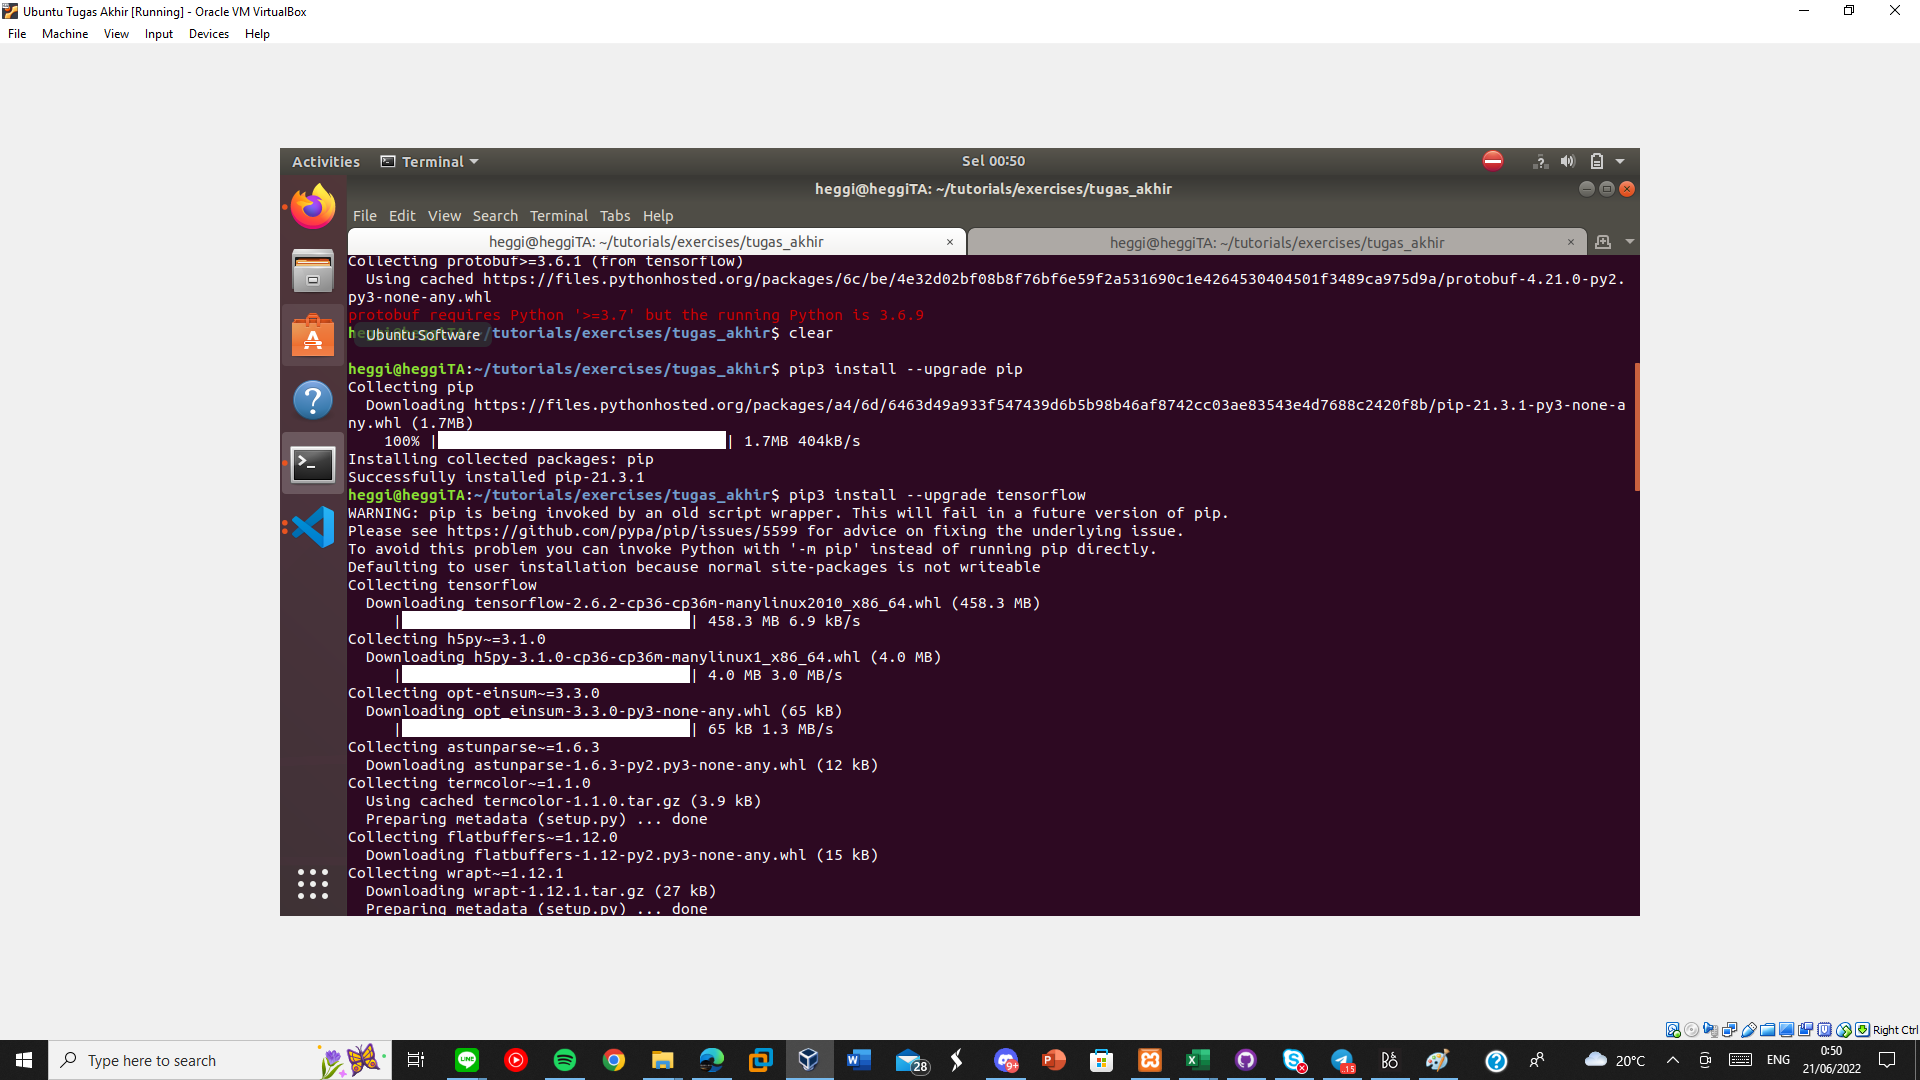 Ubuntu Tugas Akhir [Running] - Oracle VM VirtualBox
File Machine View Input Devices Help
Activities Terminal Sel 00:50
heggi@heggiTA: ~/tutorials/exercises/tugas_akhir
File Edit View Search Terminal Tabs Help
heggi@heggiTA: ~/tutorials/exercises/tugas_akhir × heggi@heggiTA: ~/tutorials/exercises/tugas_akhir ×
Collecting protobuf>=3.6.1 (from tensorflow)
Using cached https://files.pythonhosted.org/packages/6c/be/4e32d02bf08b8f76bf6e59f2a531690c1e4264530404501f3489ca975d9a/protobuf-4.21.0-py2.
py3-none-any.whl
protobuf requires Python '>=3.7' but the running Python is 3.6.9
heggi@heggiTA:~/tutorials/exercises/tugas_akhir$ clear
Ubuntu Software
heggi@heggiTA:~/tutorials/exercises/tugas_akhir$ pip3 install --upgrade pip
Collecting pip
Downloading https://files.pythonhosted.org/packages/a4/6d/6463d49a933f547439d6b5b98b46af8742cc03ae83543e4d7688c2420f8b/pip-21.3.1-py3-none-a
ny.whl (1.7MB)
100% | | 1.7MB 404kB/s
Installing collected packages: pip
Successfully installed pip-21.3.1
heggi@heggiTA:~/tutorials/exercises/tugas_akhir$ pip3 install --upgrade tensorflow
WARNING: pip is being invoked by an old script wrapper. This will fail in a future version of pip.
Please see https://github.com/pypa/pip/issues/5599 for advice on fixing the underlying issue.
To avoid this problem you can invoke Python with '-m pip' instead of running pip directly.
Defaulting to user installation because normal site-packages is not writeable
Collecting tensorflow
Downloading tensorflow-2.6.2-cp36-cp36m-manylinux2010_x86_64.whl (458.3 MB)
| | 458.3 MB 6.9 kB/s
Collecting h5py~=3.1.0
Downloading h5py-3.1.0-cp36-cp36m-manylinux1_x86_64.whl (4.0 MB)
| | 4.0 MB 3.0 MB/s
Collecting opt-einsum~=3.3.0
Downloading opt_einsum-3.3.0-py3-none-any.whl (65 kB)
| | 65 kB 1.3 MB/s
Collecting astunparse~=1.6.3
Downloading astunparse-1.6.3-py2.py3-none-any.whl (12 kB)
Collecting termcolor~=1.1.0
Using cached termcolor-1.1.0.tar.gz (3.9 kB)
Preparing metadata (setup.py) ... done
Collecting flatbuffers~=1.12.0
Downloading flatbuffers-1.12-py2.py3-none-any.whl (15 kB)
Collecting wrapt~=1.12.1
Downloading wrapt-1.12.1.tar.gz (27 kB)
Preparing metadata (setup.py) ... done
Right Ctrl
Type here to search LINE 28 9+ 15 20°C ENG 0:50
21/06/2022